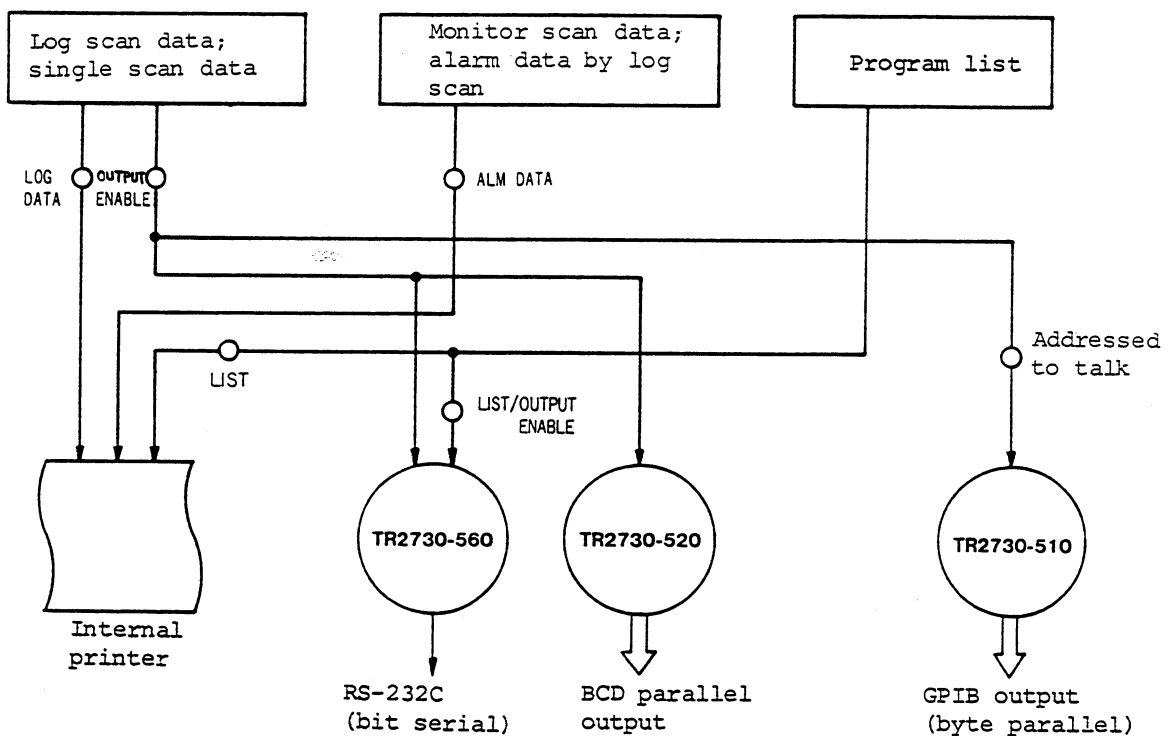 Log scan data;
single scan data
Monitor scan data;
alarm data by log
scan
Program list
LOG
DATA
OUTPUT
ENABLE
ALM DATA
LIST
LIST/OUTPUT
ENABLE
Addressed
to talk
TR2730-560
TR2730-520
TR2730-510
Internal
printer
RS-232C
(bit serial)
BCD parallel
output
GPIB output
(byte parallel)